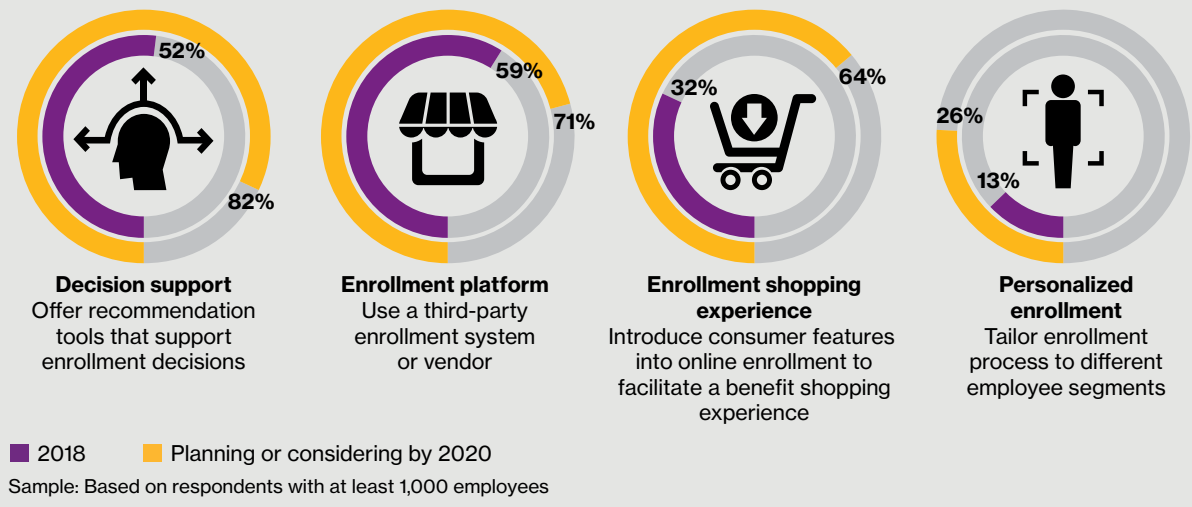 52%
82%
Decision support
Offer recommendation
tools that support
enrollment decisions
59%
71%
Enrollment platform
Use a third-party
enrollment system
or vendor
32%
64%
Enrollment shopping
experience
Introduce consumer features
into online enrollment to
facilitate a benefit shopping
experience
26%
13%
Personalized
enrollment
Tailor enrollment
process to different
employee segments
2018
Planning or considering by 2020
Sample: Based on respondents with at least 1,000 employees